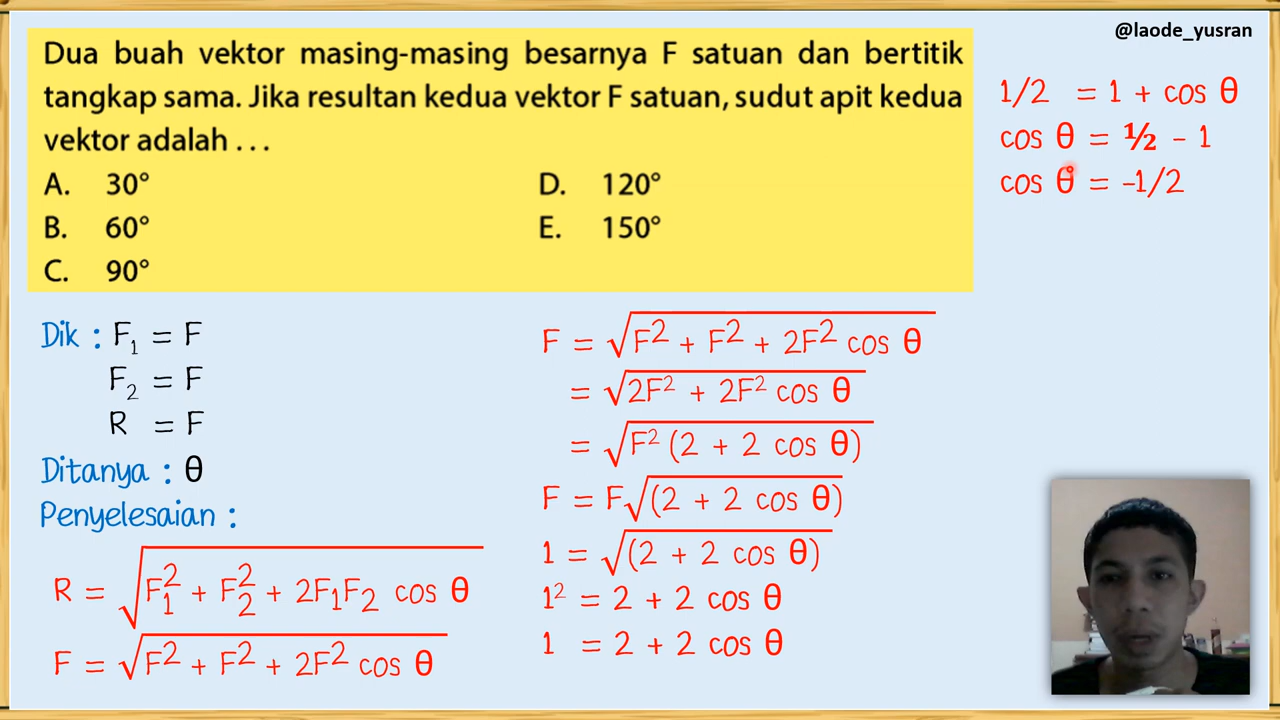 @laode_yusran
Dua buah vektor masing-masing besarnya F satuan dan bertitik
tangkap sama. Jika resultan kedua vektor F satuan, sudut apit kedua
vektor adalah . . .
A. 30°
B. 60°
C. 90°
D. 120°
E. 150°
Dik : F₁ = F
F₂ = F
R = F
Ditanya : θ
Penyelesaian :
R = √(F₁² + F₂² + 2F₁F₂ cos θ)
F = √(F² + F² + 2F² cos θ)
F = √(F² + F² + 2F² cos θ)
= √(2F² + 2F² cos θ)
= √(F² (2 + 2 cos θ))
F = F√(2 + 2 cos θ)
1 = √(2 + 2 cos θ)
1² = 2 + 2 cos θ
1 = 2 + 2 cos θ
1/2 = 1 + cos θ
cos θ = ½ - 1
cos θ = -1/2